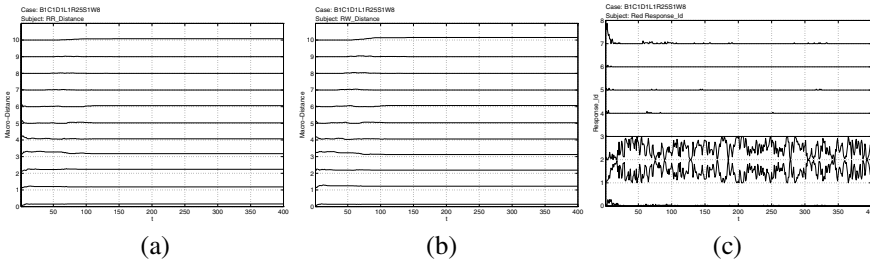 Case: B1C1D1L1R25S1W8
Subject: RR_Distance
10
9
8
7
6
5
4
3
2
1
0
Macro-Distance
50 100 150 200 250 300 350 400
t
(a)
Case: B1C1D1L1R25S1W8
Subject: RW_Distance
10
9
8
7
6
5
4
3
2
1
0
Macro-Distance
50 100 150 200 250 300 350 400
t
(b)
Case: B1C1D1L1R25S1W8
Subject: Red Response_Id
8
7
6
5
4
3
2
1
0
Response_Id
0 50 100 150 200 250 300 350 400
t
(c)